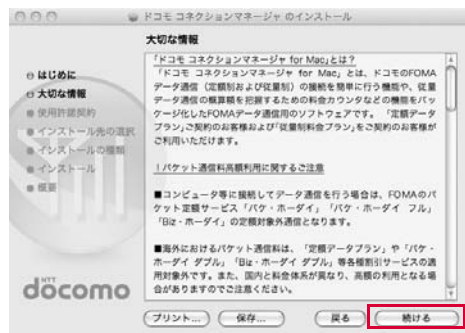 ドコモ コネクションマネージャ のインストール
大切な情報
はじめに
大切な情報
使用許諾契約
インストール先の選択
インストールの種類
インストール
概要
「ドコモ コネクションマネージャ for Mac」とは？
「ドコモ コネクションマネージャ for Mac」とは、ドコモのFOMA
データ通信（定額制および従量制）の接続を簡単に行う機能や、従量
データ通信の概算額を把握するための料金カウンタなどの機能をパッ
ケージ化したFOMAデータ通信用のソフトウェアです。 「定額データ
プラン」ご契約のお客様および「従量制料金プラン」をご契約のお客様が
ご利用いただけます。
！パケット通信料高額利用に関するご注意
■コンピュータ等に接続してデータ通信を行う場合は、FOMAのパ
ケット定額サービス「パケ・ホーダイ」「パケ・ホーダイ フル」
「Biz・ホーダイ」の定額対象外通信となります。
■海外におけるパケット通信料は、「定額データプラン」や「パケ・
ホーダイ ダブル」「Biz・ホーダイ ダブル」等各種割引サービスの適
用対象外です。また、国内と料金体系が異なり、高額の利用となる場
合がありますのでご注意ください。
NTT
docomo
プリント...
保存...
戻る
続ける